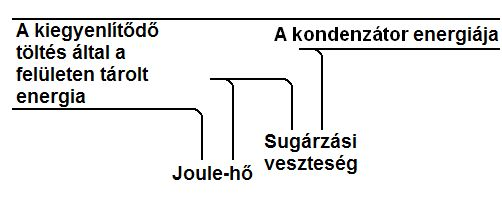 A kiegyenlítődő
töltés által a
felületen tárolt
energia
A kondenzátor energiája
Sugárzási
veszteség
Joule-hő